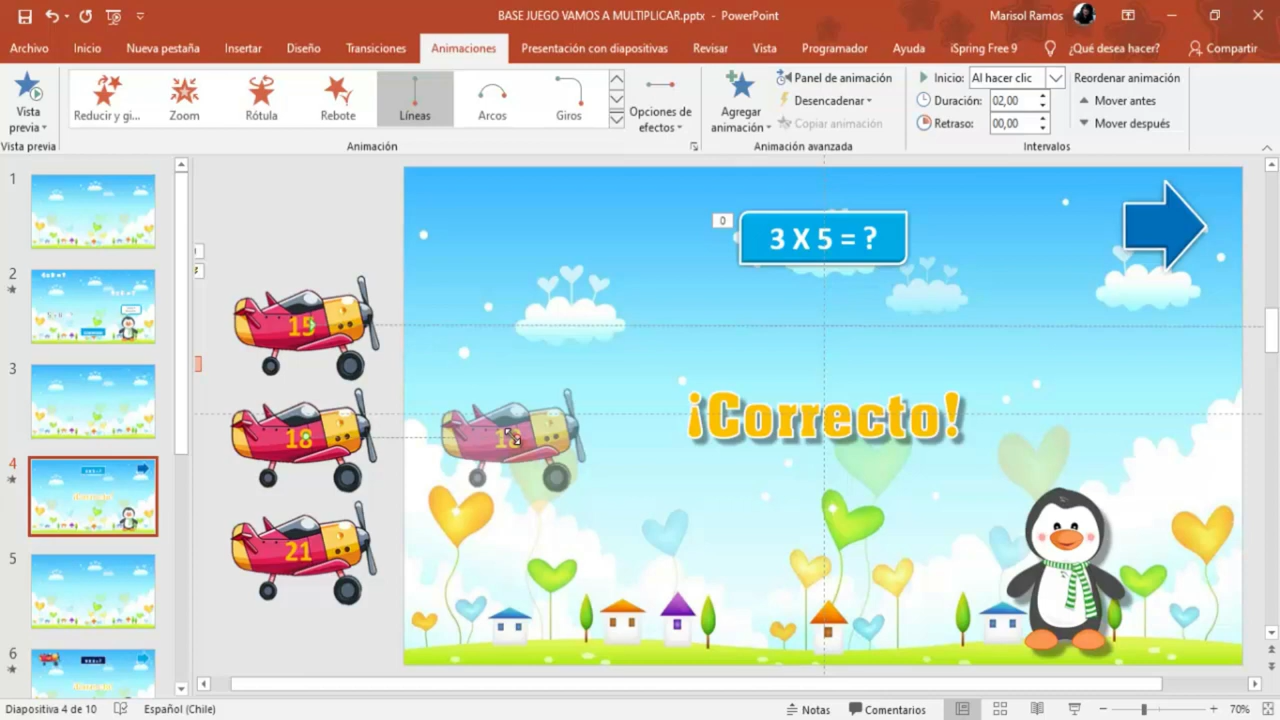 BASE JUEGO VAMOS A MULTIPLICAR.pptx - PowerPoint
Marisol Ramos
Archivo Inicio Nueva pestaña Insertar Diseño Transiciones Animaciones Presentación con diapositivas Revisar Vista Programador Ayuda iSpring Free 9 ¿Qué desea hacer? Compartir
Vista previa
Reducir y gi... Zoom Rótula Rebote Líneas Arcos Giros
Opciones de efectos
Agregar animación
Panel de animación
Desencadenar
Copiar animación
Inicio: Al hacer clic
Duración: 02,00
Retraso: 00,00
Reordenar animación
Mover antes
Mover después
Vista previa Animación Animación avanzada Intervalos
1
2
3
4
5
6
0
3 X 5 = ?
15
18
21
¡Correcto!
Diapositiva 4 de 10 Español (Chile) Notas Comentarios 70%